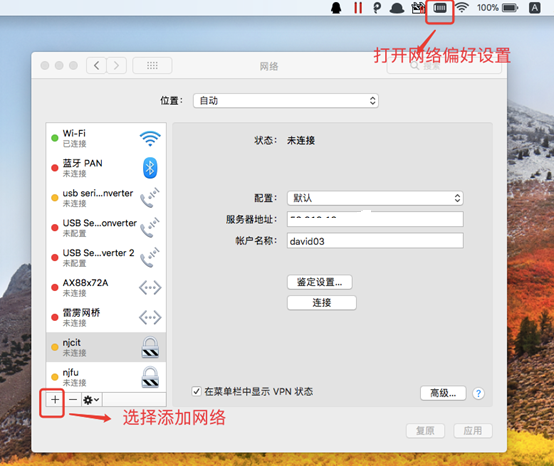 100%
A
打开网络偏好设置
网络
搜索
位置：
自动
Wi-Fi
已连接
蓝牙 PAN
未连接
usb seri...nverter
未连接
USB Se...onverter
未配置
USB Se...verter 2
未配置
AX88x72A
未连接
雷雳网桥
未连接
njcit
未连接
njfu
未连接
状态：
未连接
配置：
默认
服务器地址：
帐户名称：
david03
鉴定设置...
连接
在菜单栏中显示 VPN 状态
高级...
?
选择添加网络
复原
应用